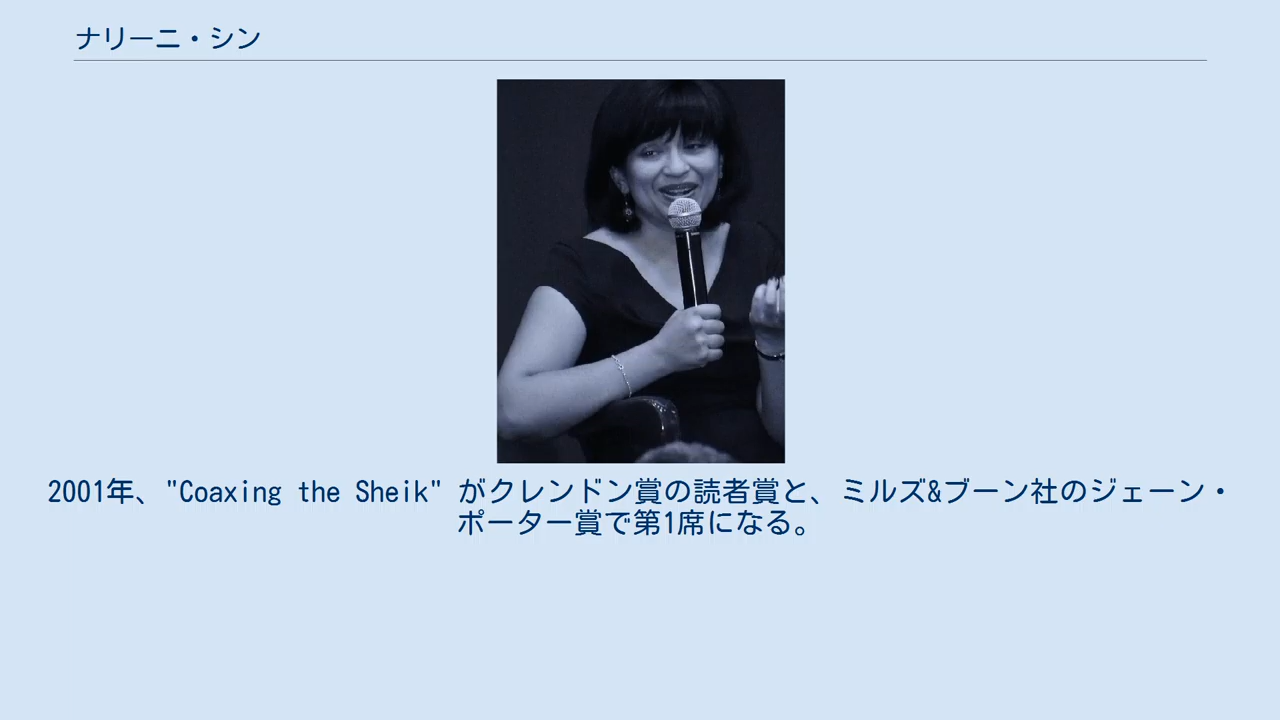 ナリーニ・シン
2001年、"Coaxing the Sheik" がクレンドン賞の読者賞と、ミルズ&ブーン社のジェーン・
ポーター賞で第1席になる。